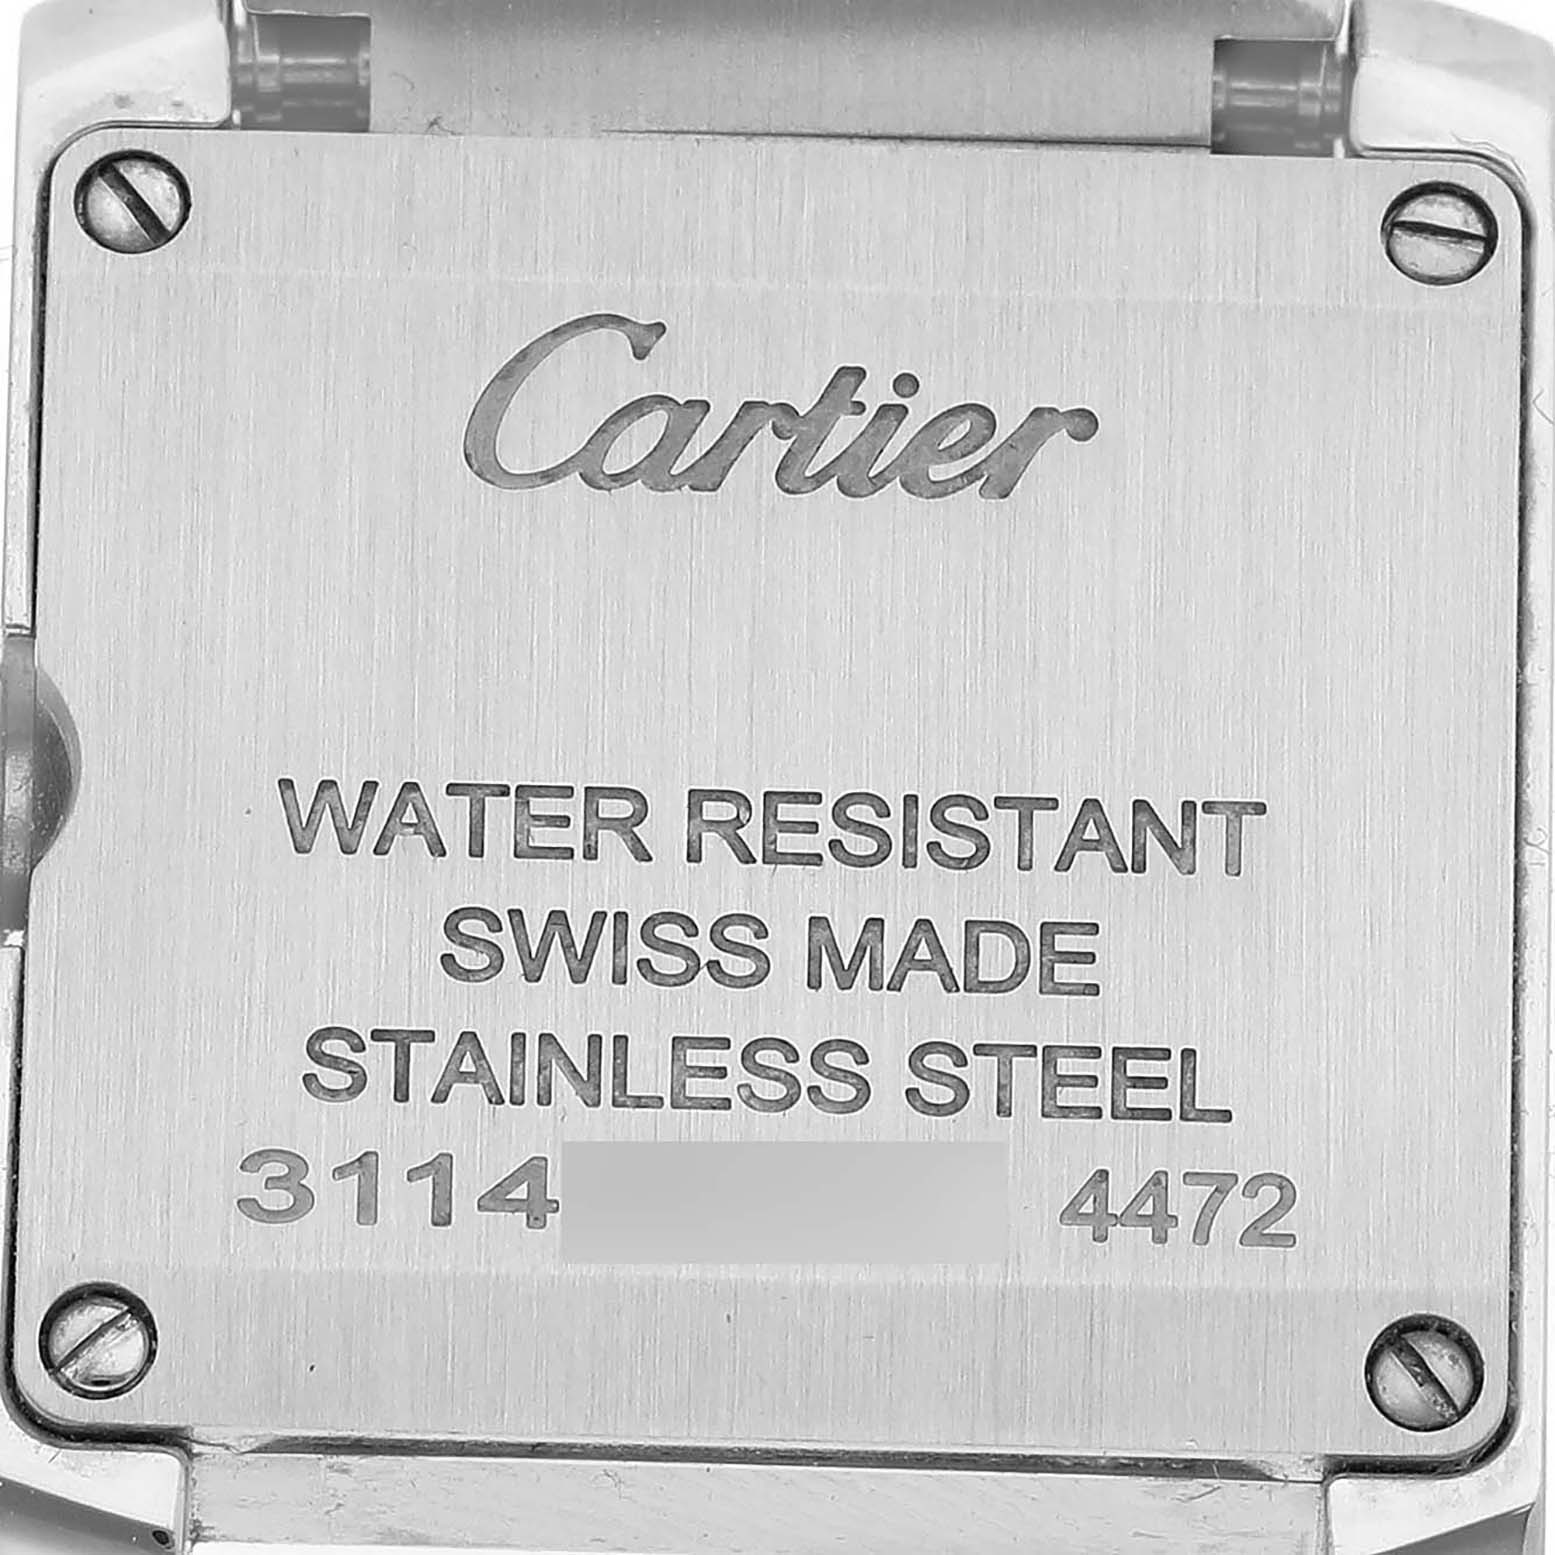 Cartier
WATER RESISTANT
SWISS MADE
STAINLESS STEEL
3114 4472